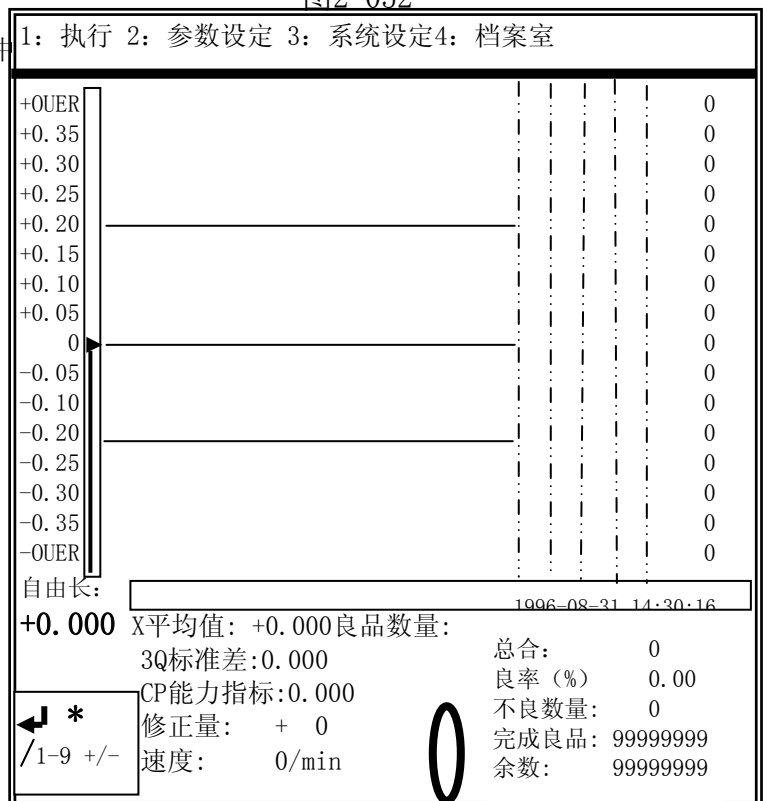 图2-052
1: 执行 2: 参数设定 3: 系统设定4: 档案室
+OUER 0
+0.35 0
+0.30 0
+0.25 0
+0.20 0
+0.15 0
+0.10 0
+0.05 0
0 0
-0.05 0
-0.10 0
-0.20 0
-0.25 0
-0.30 0
-0.35 0
-OUER 0
自由长:
1996-08-31 14:30:16
+0.000 X平均值: +0.000良品数量:
3Q标准差:0.000
CP能力指标:0.000
修正量: + 0
速度: 0/min
0
总合: 0
良率（%） 0.00
不良数量: 0
完成良品: 99999999
余数: 99999999
↲ *
/1-9 +/-